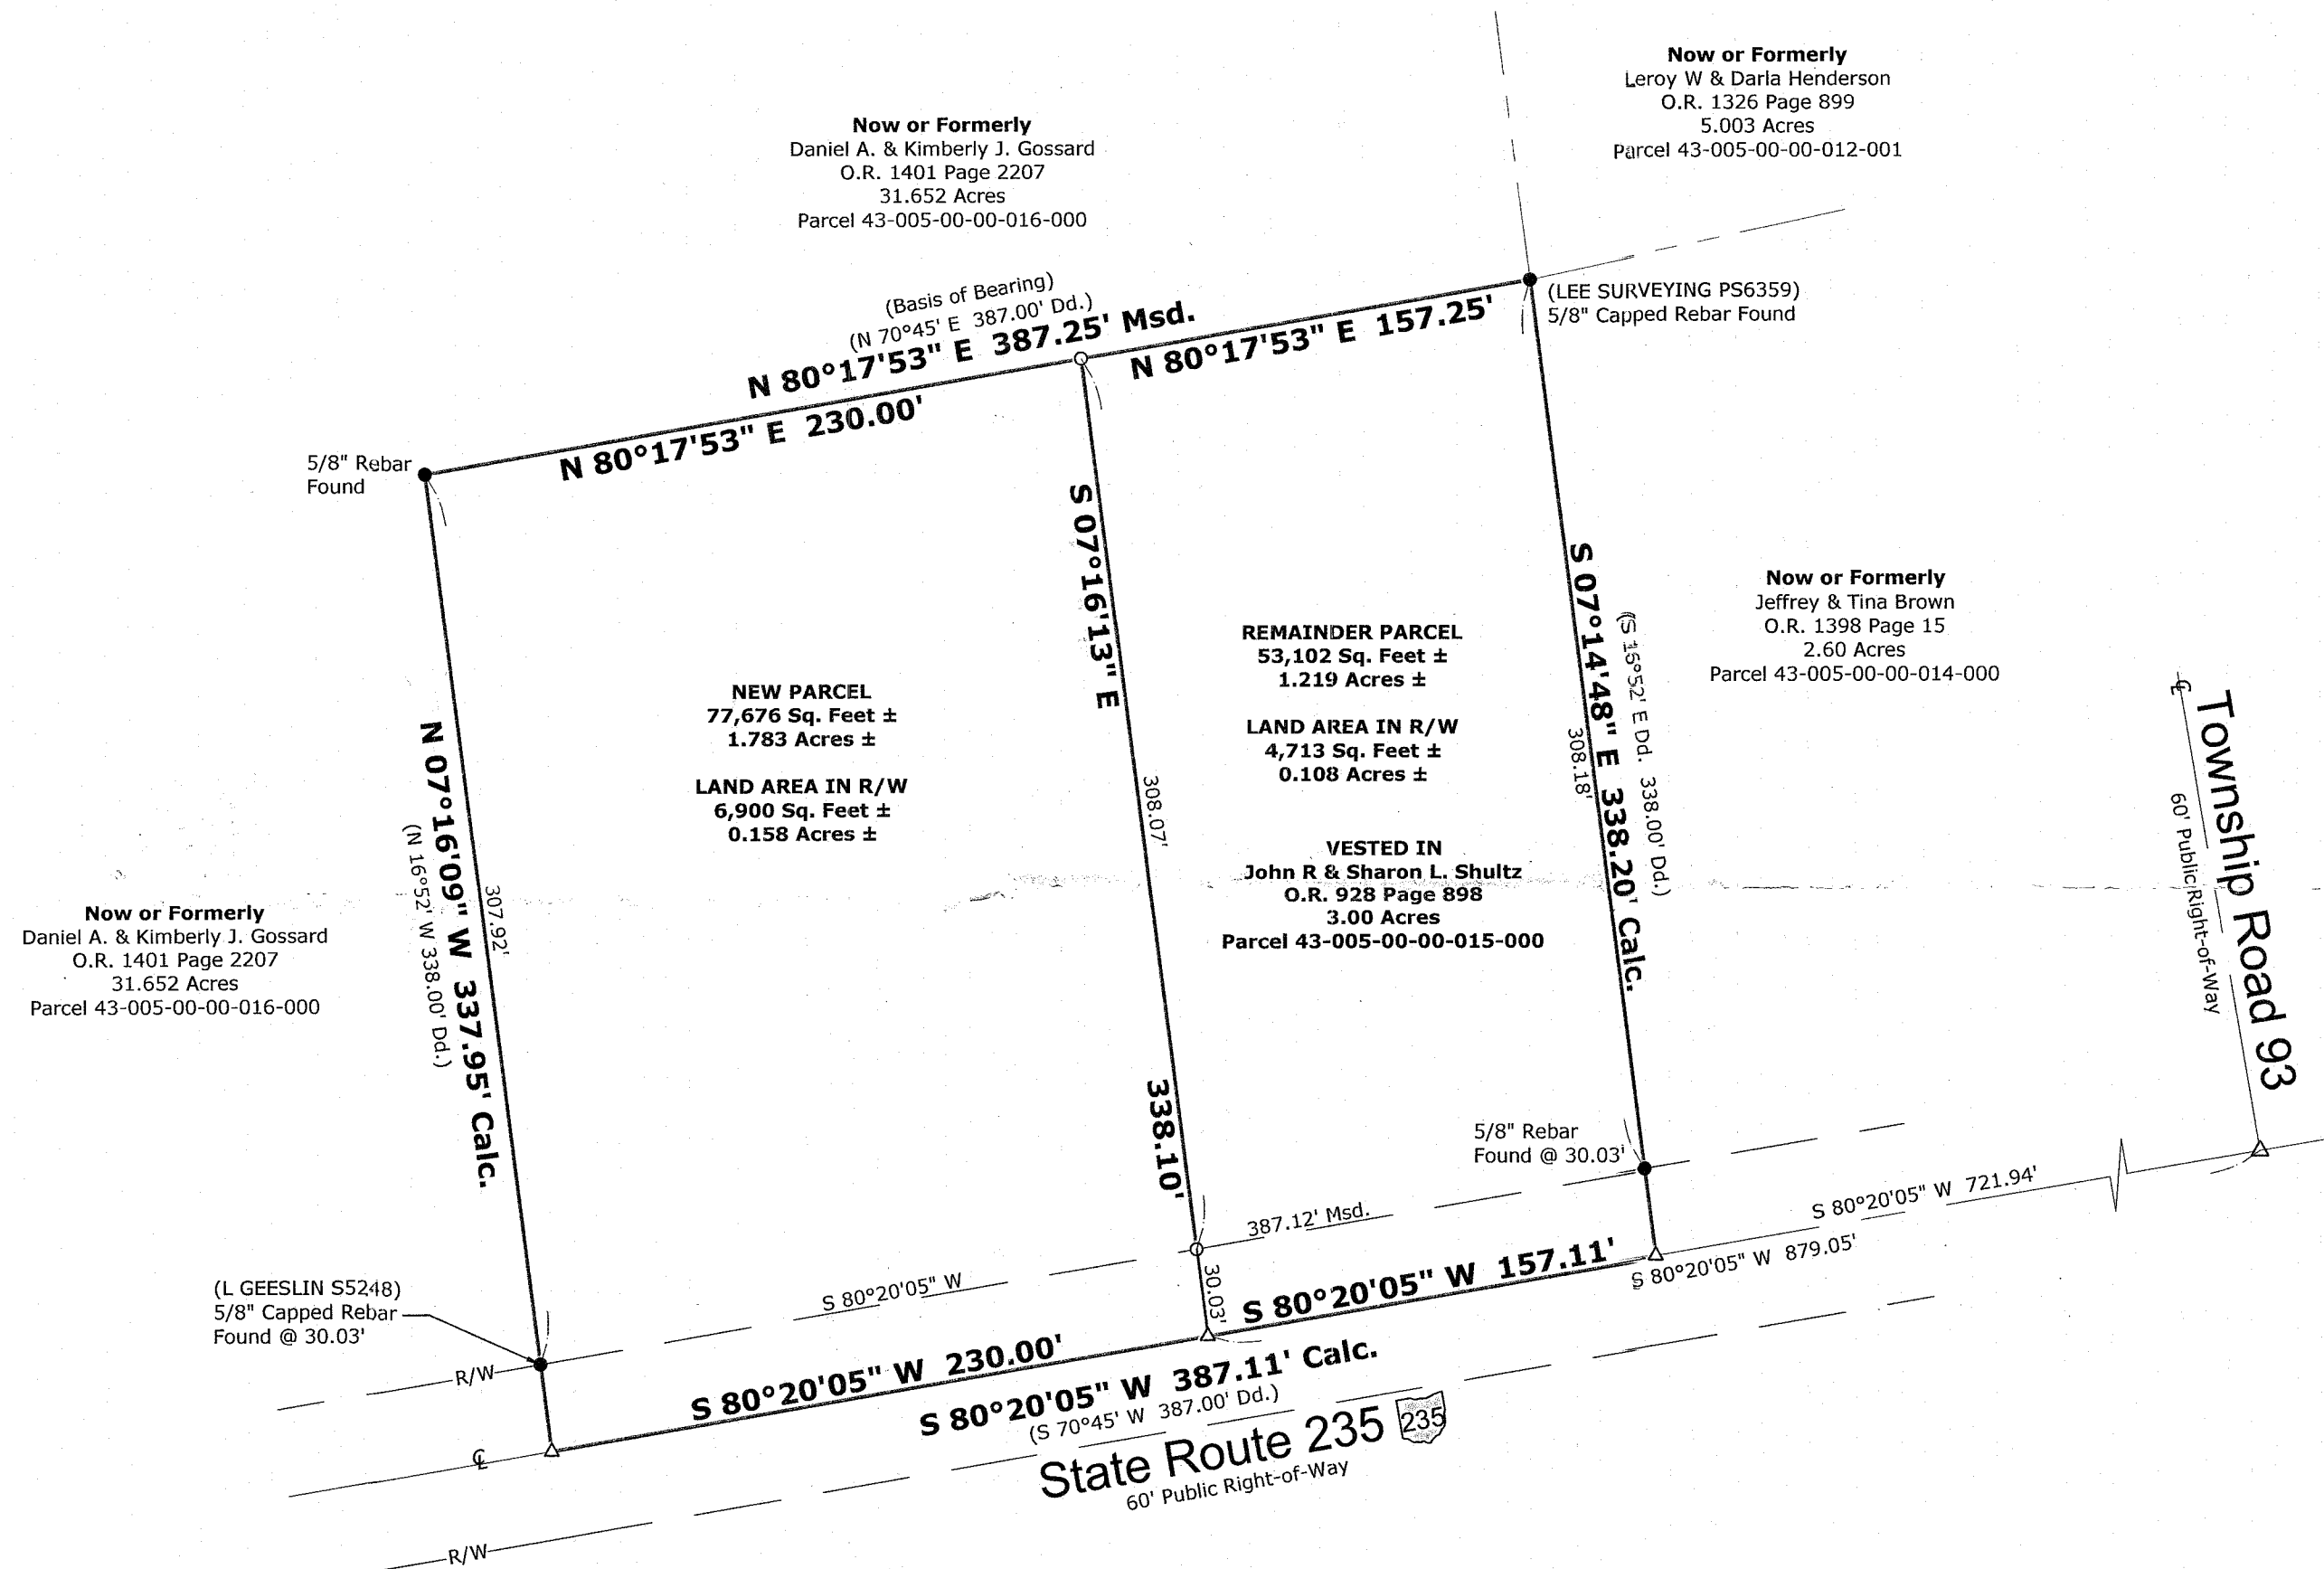 Now or Formerly
Leroy W & Darla Henderson
O.R. 1326 Page 899
5.003 Acres
Parcel 43-005-00-00-012-001
Now or Formerly
Daniel A. & Kimberly J. Gossard
O.R. 1401 Page 2207
31.652 Acres
Parcel 43-005-00-00-016-000
(Basis of Bearing)
(N 70°45' E 387.00' Dd.)
N 80°17'53" E 387.25' Msd.
N 80°17'53" E 157.25'
N 80°17'53" E 230.00'
(LEE SURVEYING PS6359)
5/8" Capped Rebar Found
5/8" Rebar
Found
S 07°16'13" E
308.07'
338.10'
30.03'
S 07°14'48" E 338.20' Calc.
(S 15°52' E Dd. 338.00' Dd.)
308.18'
Now or Formerly
Jeffrey & Tina Brown
O.R. 1398 Page 15
2.60 Acres
Parcel 43-005-00-00-014-000
REMAINDER PARCEL
53,102 Sq. Feet ±
1.219 Acres ±
LAND AREA IN R/W
4,713 Sq. Feet ±
0.108 Acres ±
VESTED IN
John R & Sharon L. Shultz
O.R. 928 Page 898
3.00 Acres
Parcel 43-005-00-00-015-000
NEW PARCEL
77,676 Sq. Feet ±
1.783 Acres ±
LAND AREA IN R/W
6,900 Sq. Feet ±
0.158 Acres ±
N 07°16'09" W 337.95' Calc.
(N 16°52' W 338.00' Dd.)
307.92'
Now or Formerly
Daniel A. & Kimberly J. Gossard
O.R. 1401 Page 2207
31.652 Acres
Parcel 43-005-00-00-016-000
℄
Township Road 93
60' Public Right-of-Way
5/8" Rebar
Found @ 30.03'
387.12' Msd.
S 80°20'05" W 721.94'
S 80°20'05" W 879.05'
S 80°20'05" W 157.11'
S 80°20'05" W
(L GEESLIN S5248)
5/8" Capped Rebar
Found @ 30.03'
R/W
S 80°20'05" W 230.00'
S 80°20'05" W 387.11' Calc.
(S 70°45' W 387.00' Dd.)
℄
State Route 235
235
60' Public Right-of-Way
R/W